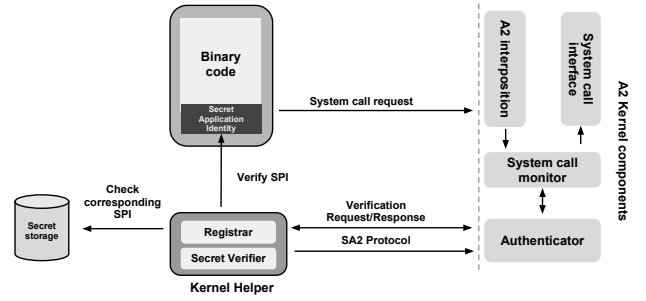 Binary
code
Secret
Application
Identity
System call request
A2 interposition
System call
interface
A2 Kernel components
System call
monitor
Verify SPI
Check
corresponding
SPI
Secret
storage
Registrar
Secret Verifier
Kernel Helper
Verification
Request/Response
SA2 Protocol
Authenticator